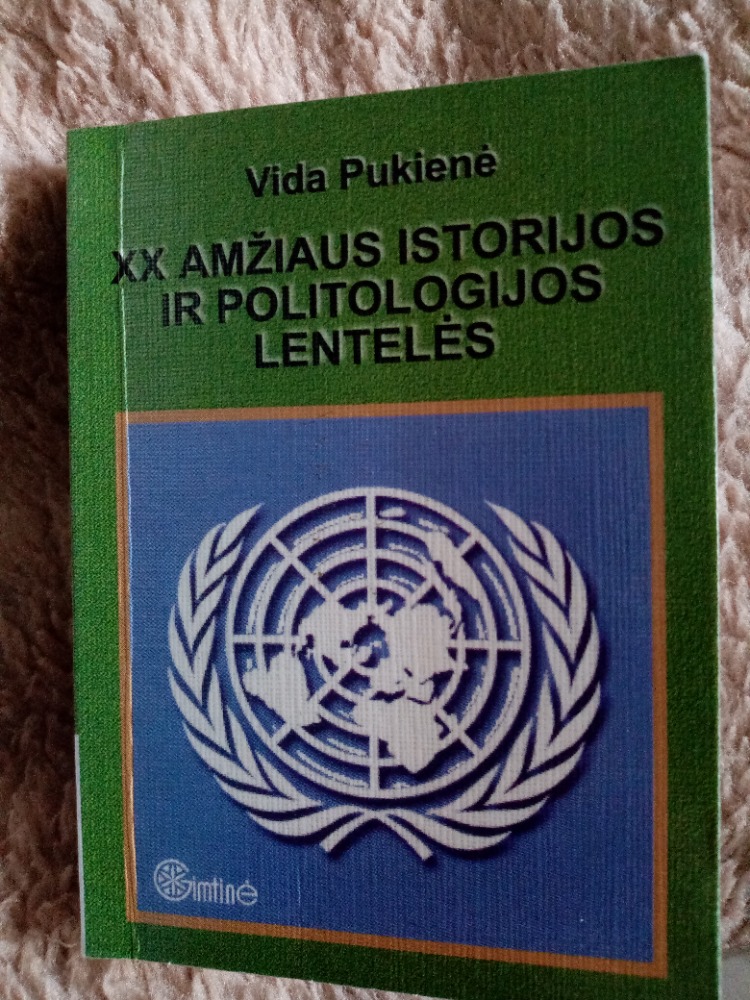 Vida Pukienė
XX AMŽIAUS ISTORIJOS
IR POLITOLOGIJOS
LENTELĖS
Gimtinė